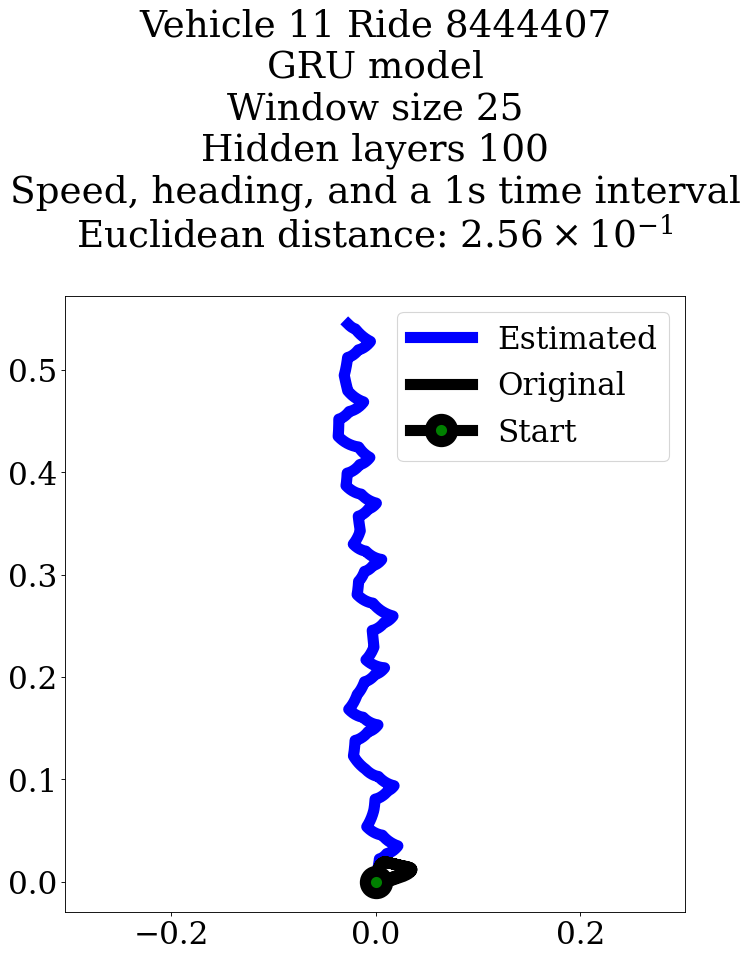 Vehicle 11 Ride 8444407
GRU model
Window size 25
Hidden layers 100
Speed, heading, and a 1s time interval
Euclidean distance: 2.56 × 10⁻¹
Estimated
Original
Start
0.5
0.4
0.3
0.2
0.1
0.0
−0.2 0.0 0.2